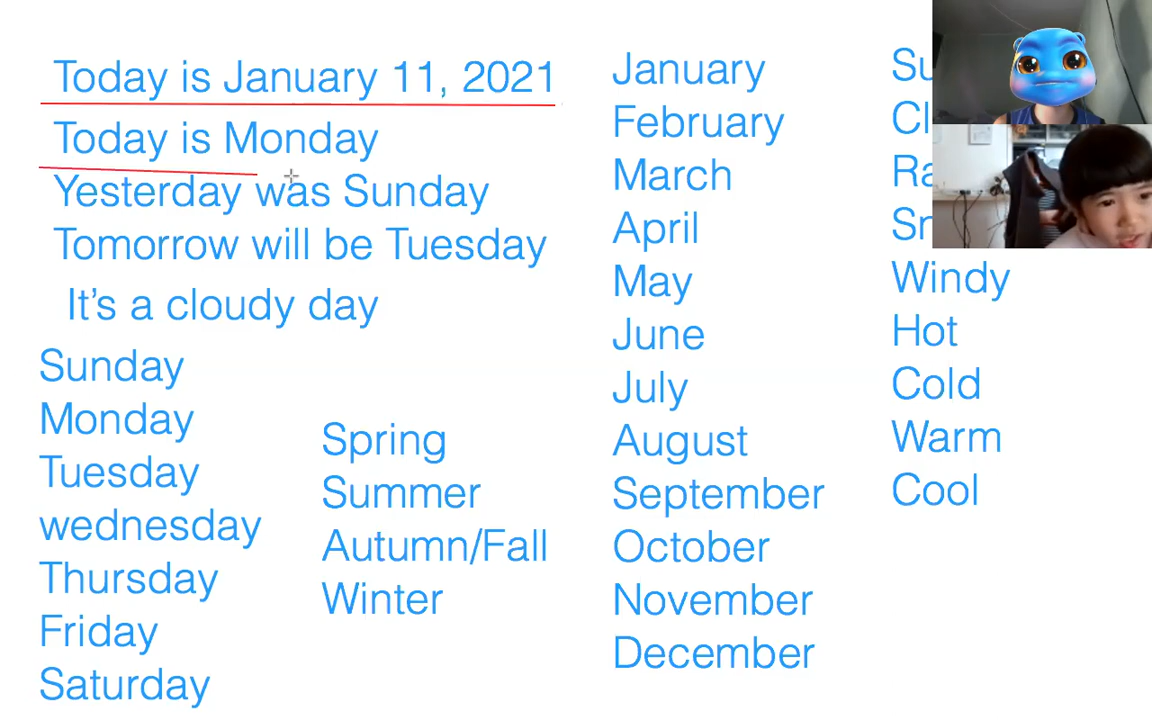 Today is January 11, 2021
Today is Monday
Yesterday was Sunday
Tomorrow will be Tuesday
It's a cloudy day
Sunday
Monday
Tuesday
wednesday
Thursday
Friday
Saturday
Spring
Summer
Autumn/Fall
Winter
January
February
March
April
May
June
July
August
September
October
November
December
Windy
Hot
Cold
Warm
Cool